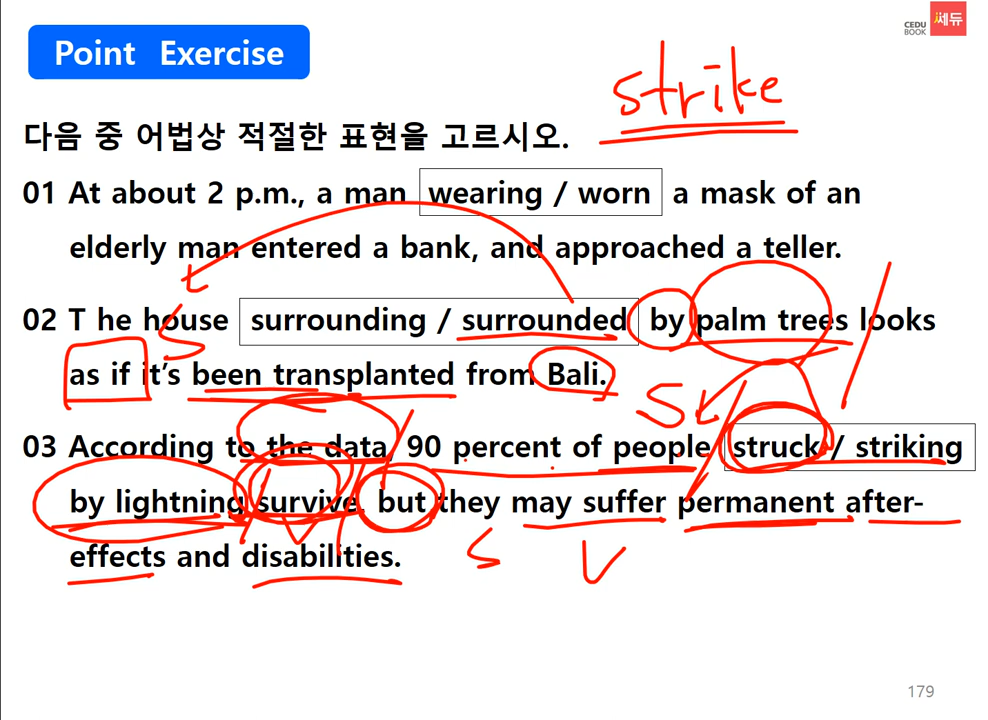 CEDU
BOOK
쎄듀
Point Exercise
strike
다음 중 어법상 적절한 표현을 고르시오.
01 At about 2 p.m., a man wearing / worn a mask of an
elderly man entered a bank, and approached a teller.
S
02 T he house surrounding / surrounded by palm trees looks
as if it's been transplanted from Bali.
S
03 According to the data, 90 percent of people struck / striking
by lightning survive, but they may suffer permanent after-
V
effects and disabilities.
S V
179